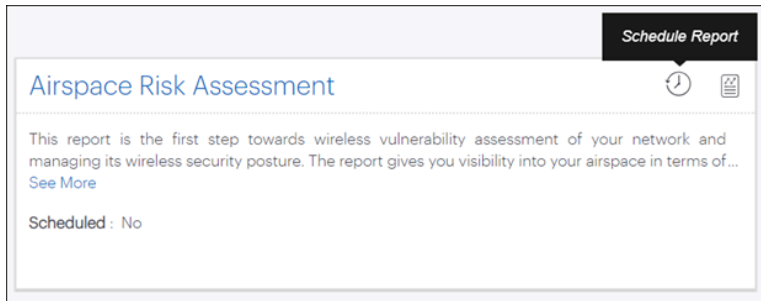 Schedule Report
Airspace Risk Assessment
This report is the first step towards wireless vulnerability assessment of your network and
managing its wireless security posture. The report gives you visibility into your airspace in terms of...
See More
Scheduled : No